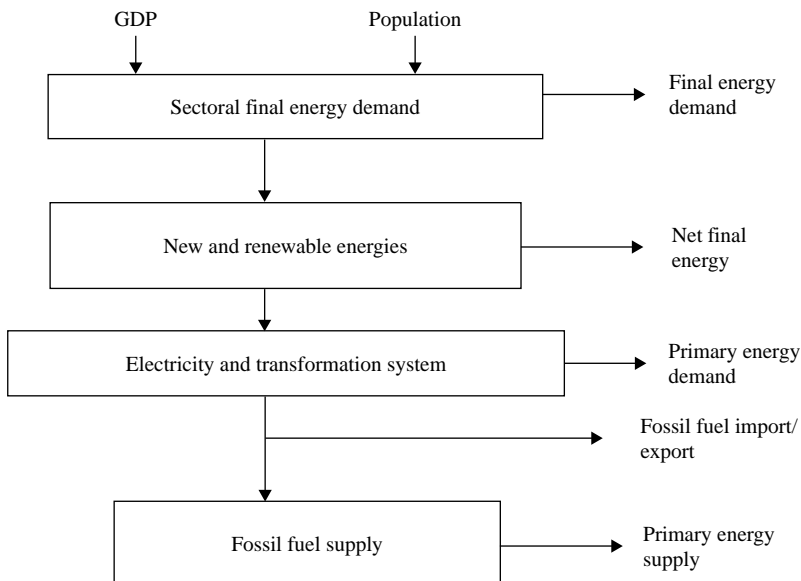 GDP
Population
Sectoral final energy demand
Final energy
demand
New and renewable energies
Net final
energy
Electricity and transformation system
Primary energy
demand
Fossil fuel import/
export
Fossil fuel supply
Primary energy
supply